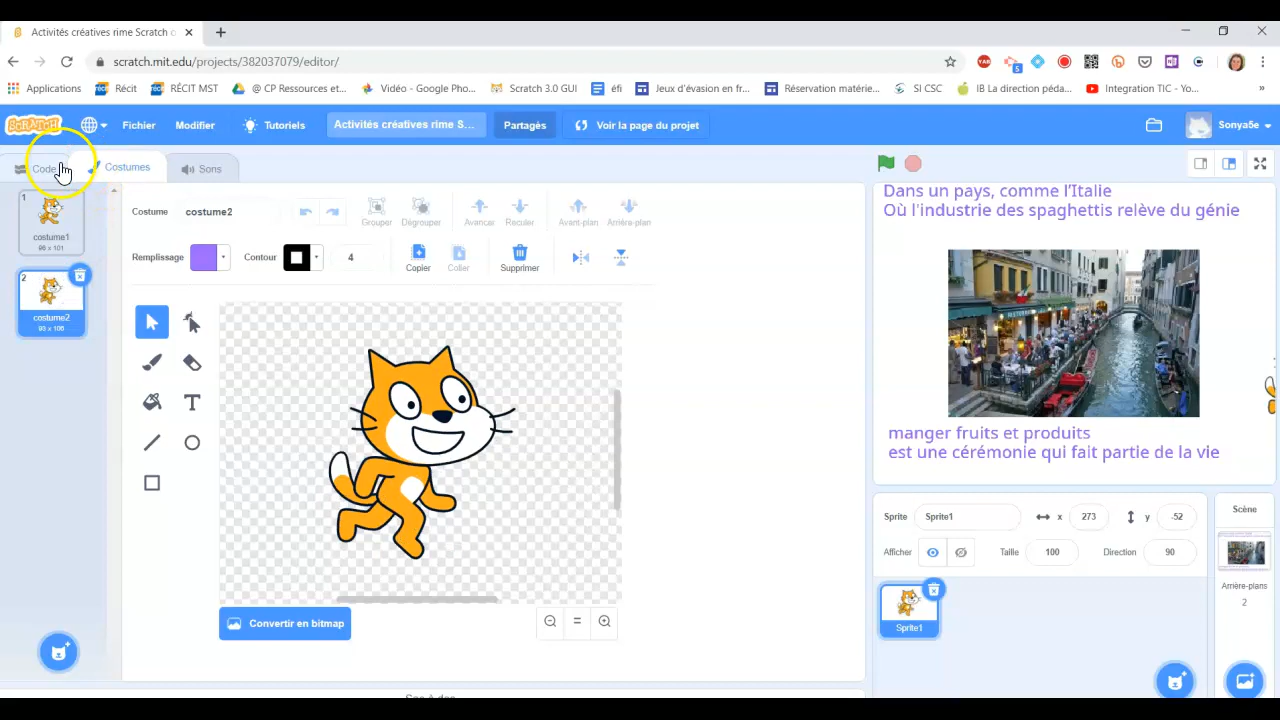 Activités créatives rime Scratch c
scratch.mit.edu/projects/382037079/editor/
Applications
Récit
RÉCIT MST
@ CP Ressources et...
Vidéo - Google Pho...
Scratch 3.0 GUI
éfi
Jeux d'évasion en fr...
Réservation matérie...
SI CSC
IB La direction péda...
Integration TIC - Yo...
»
SCRATCH
Fichier
Modifier
Tutoriels
Activités créatives rime S...
Partagés
Voir la page du projet
Sonya5e
Code
Costumes
Sons
1
costume1
96 x 101
2
costume2
93 x 106
Costume
costume2
Grouper
Dégrouper
Avancer
Reculer
Avant-plan
Arrière-plan
Remplissage
Contour
4
Copier
Coller
Supprimer
T
Convertir en bitmap
Dans un pays, comme l'Italie
Où l'industrie des spaghettis relève du génie
manger fruits et produits
est une cérémonie qui fait partie de la vie
Sprite
Sprite1
x
273
y
-52
Afficher
Taille
100
Direction
90
Sprite1
Scène
Arrière-plans
2